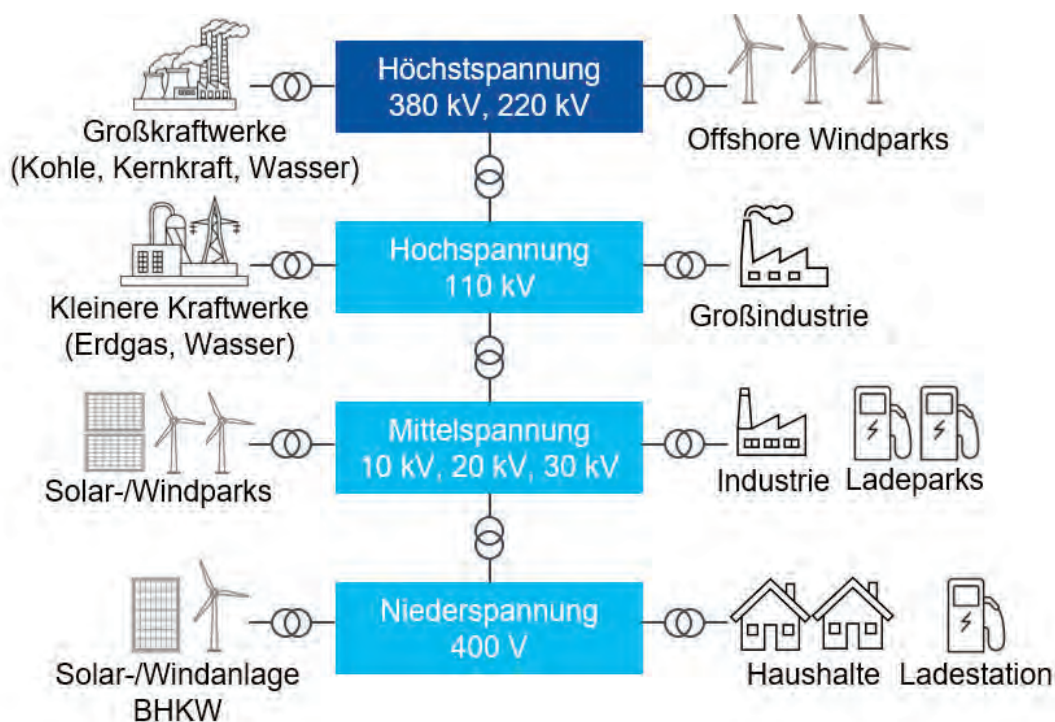 Höchstspannung
380 kV, 220 kV
Großkraftwerke
(Kohle, Kernkraft, Wasser)
Offshore Windparks
Hochspannung
110 kV
Kleinere Kraftwerke
(Erdgas, Wasser)
Großindustrie
Mittelspannung
10 kV, 20 kV, 30 kV
Solar-/Windparks
Industrie
Ladeparks
Niederspannung
400 V
Solar-/Windanlage
BHKW
Haushalte
Ladestation